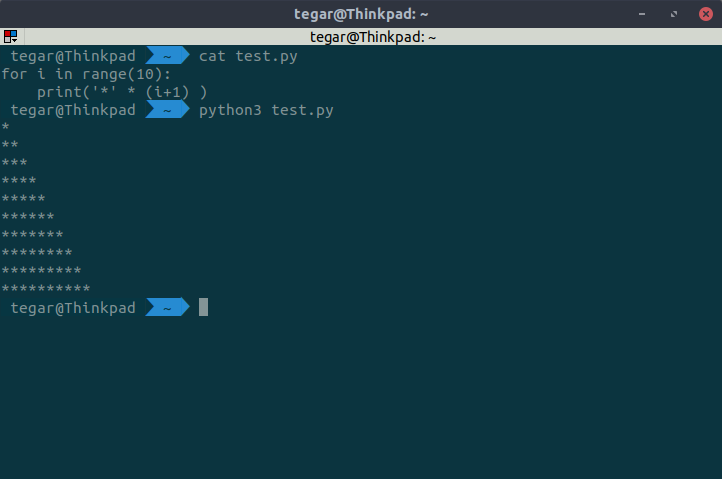 tegar@Thinkpad: ~
tegar@Thinkpad: ~
tegar@Thinkpad ~ cat test.py
for i in range(10):
    print('*' * (i+1) )
tegar@Thinkpad ~ python3 test.py
*
**
***
****
*****
******
*******
********
*********
**********
tegar@Thinkpad ~